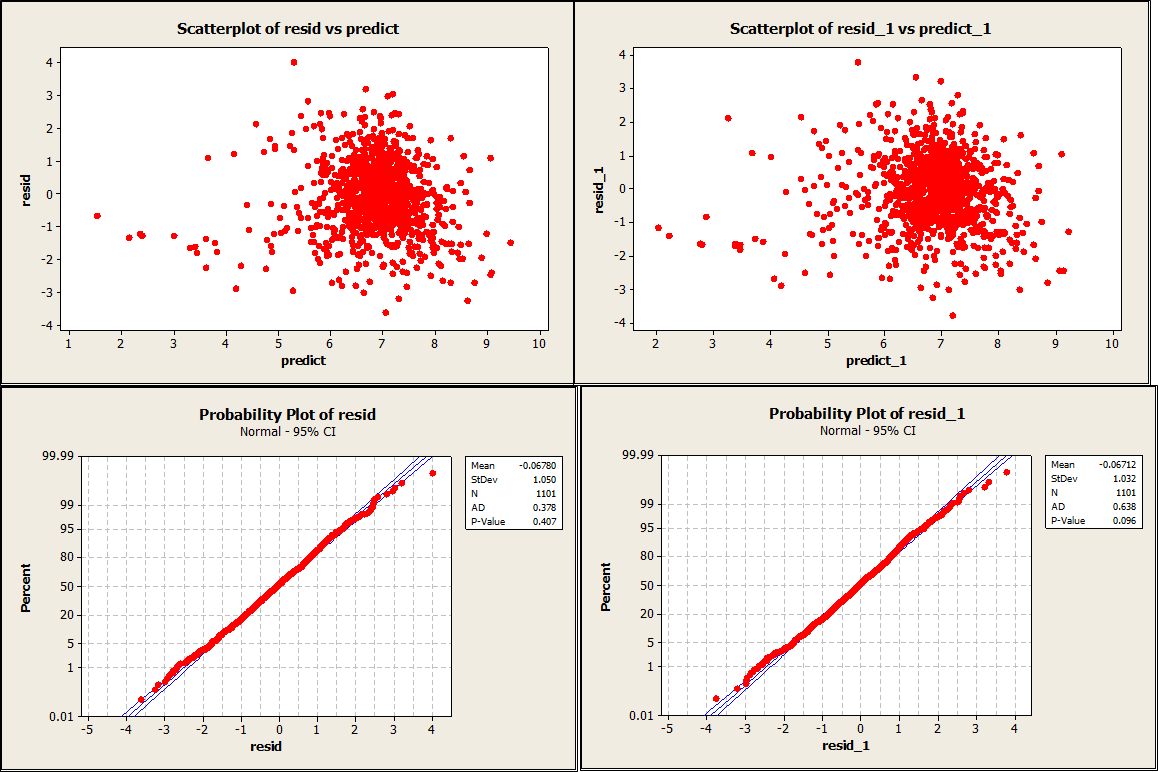 Scatterplot of resid vs predict
4
3
2
1
0
-1
-2
-3
-4
resid
1 2 3 4 5 6 7 8 9 10
predict
Scatterplot of resid_1 vs predict_1
4
3
2
1
0
-1
-2
-3
-4
resid_1
2 3 4 5 6 7 8 9 10
predict_1
Probability Plot of resid
Normal - 95% CI
99.99
99
95
80
50
20
5
1
0.01
Percent
-5 -4 -3 -2 -1 0 1 2 3 4
resid
Mean -0.06780
StDev 1.050
N 1101
AD 0.378
P-Value 0.407
Probability Plot of resid_1
Normal - 95% CI
99.99
99
95
80
50
20
5
1
0.01
Percent
-5 -4 -3 -2 -1 0 1 2 3 4
resid_1
Mean -0.06712
StDev 1.032
N 1101
AD 0.638
P-Value 0.096